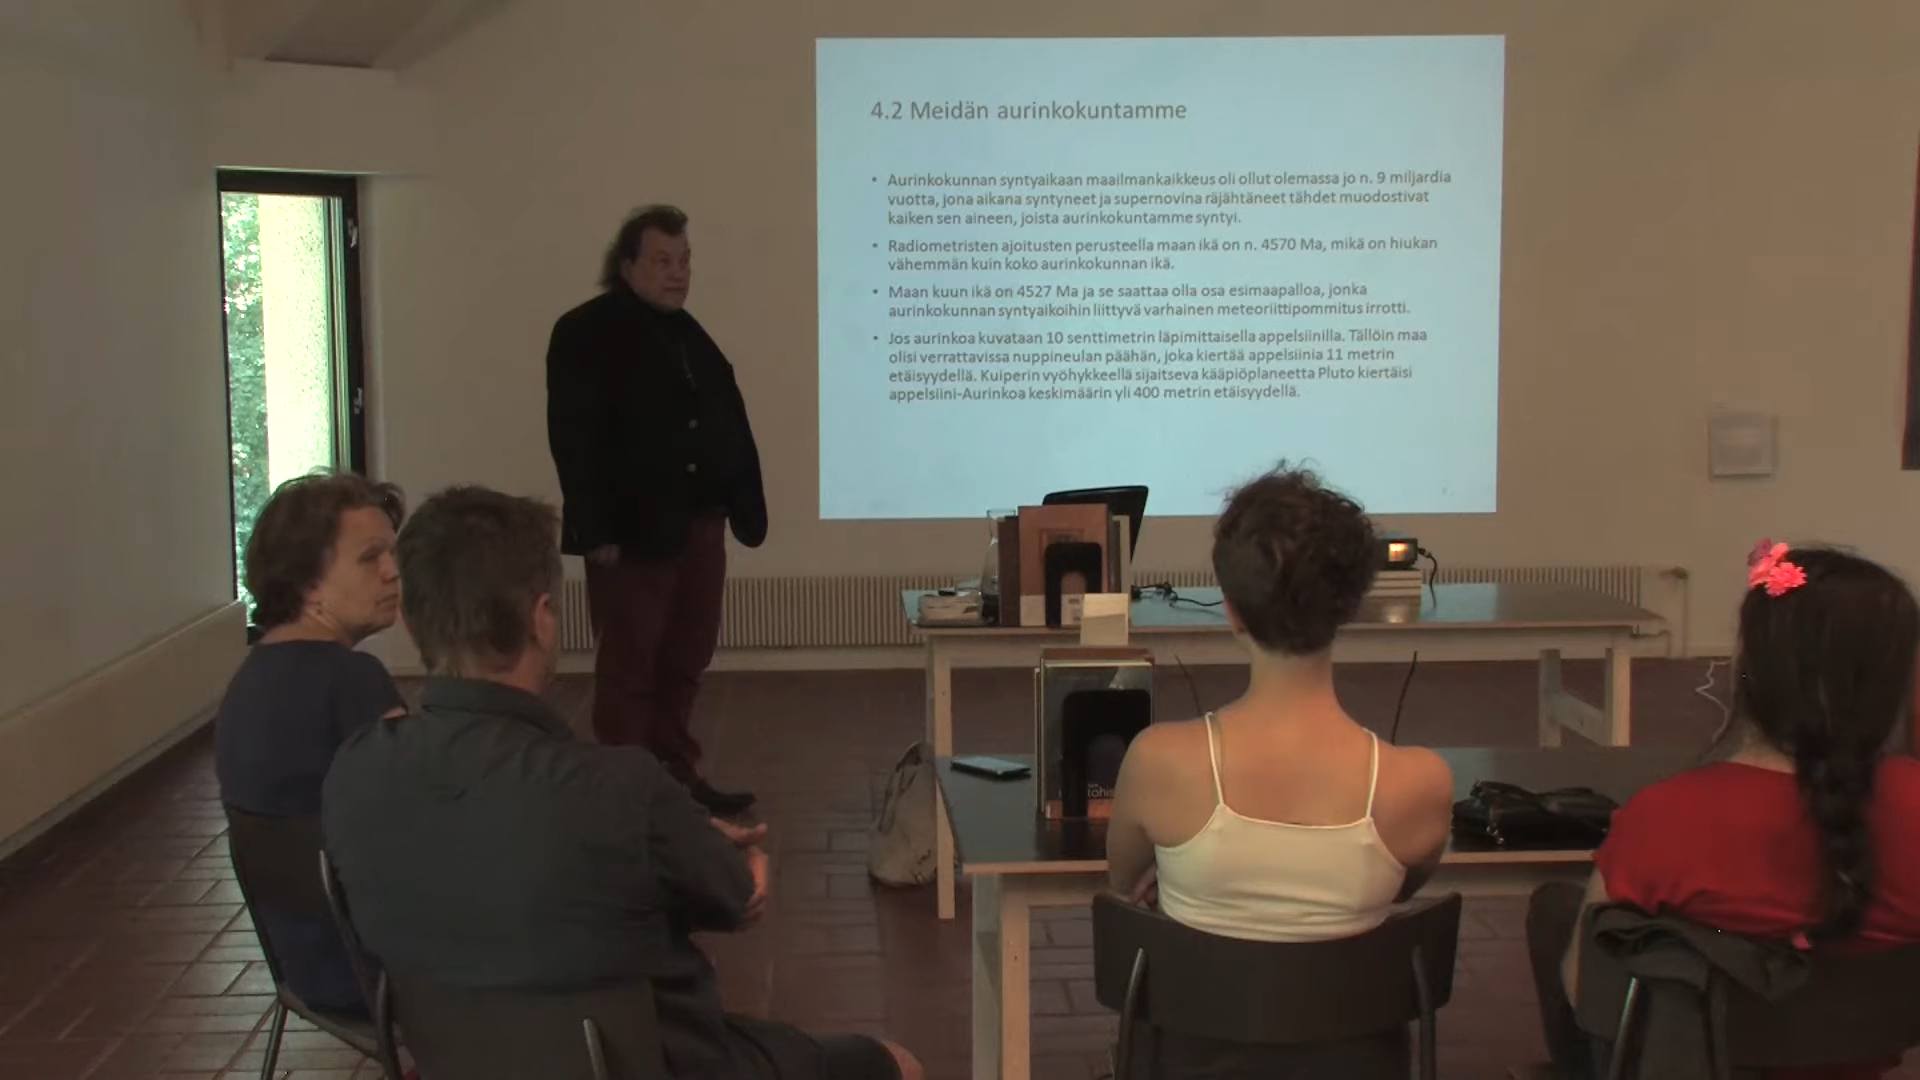 4.2 Meidän aurinkokuntamme
• Aurinkokunnan syntyaikaan maailmankaikkeus oli ollut olemassa jo n. 9 miljardia
vuotta, jona aikana syntyneet ja supernovina räjähtäneet tähdet muodostivat
kaiken sen aineen, joista aurinkokuntamme syntyi.
• Radiometristen ajoitusten perusteella maan ikä on n. 4570 Ma, mikä on hiukan
vähemmän kuin koko aurinkokunnan ikä.
• Maan kuun ikä on 4527 Ma ja se saattaa olla osa esimaapalloa, jonka
aurinkokunnan syntyaikoihin liittyvä varhainen meteoriittipommitus irrotti.
• Jos aurinkoa kuvataan 10 senttimetrin läpimittaisella appelsiinilla. Tällöin maa
olisi verrattavissa nuppineulan päähän, joka kiertää appelsiinia 11 metrin
etäisyydellä. Kuiperin vyöhykkeellä sijaitseva kääpiöplaneetta Pluto kiertäisi
appelsiini-Aurinkoa keskimäärin yli 400 metrin etäisyydellä.